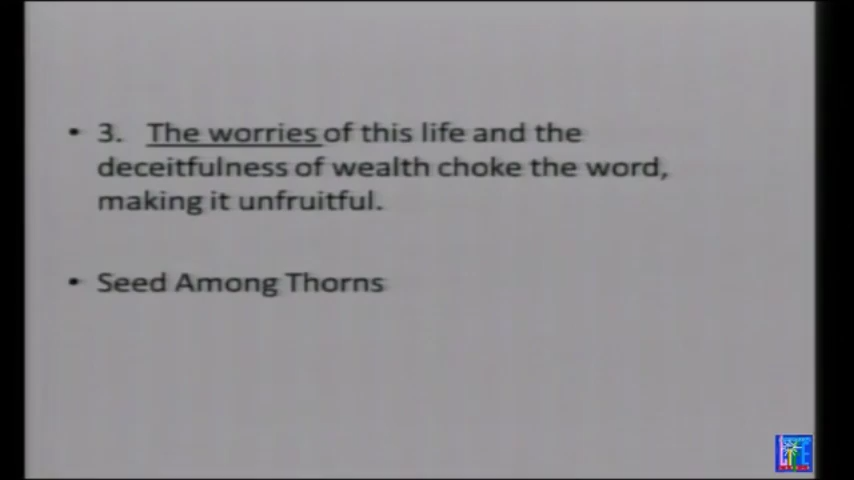 • 3. The worries of this life and the
deceitfulness of wealth choke the word,
making it unfruitful.
• Seed Among Thorns
LIFE